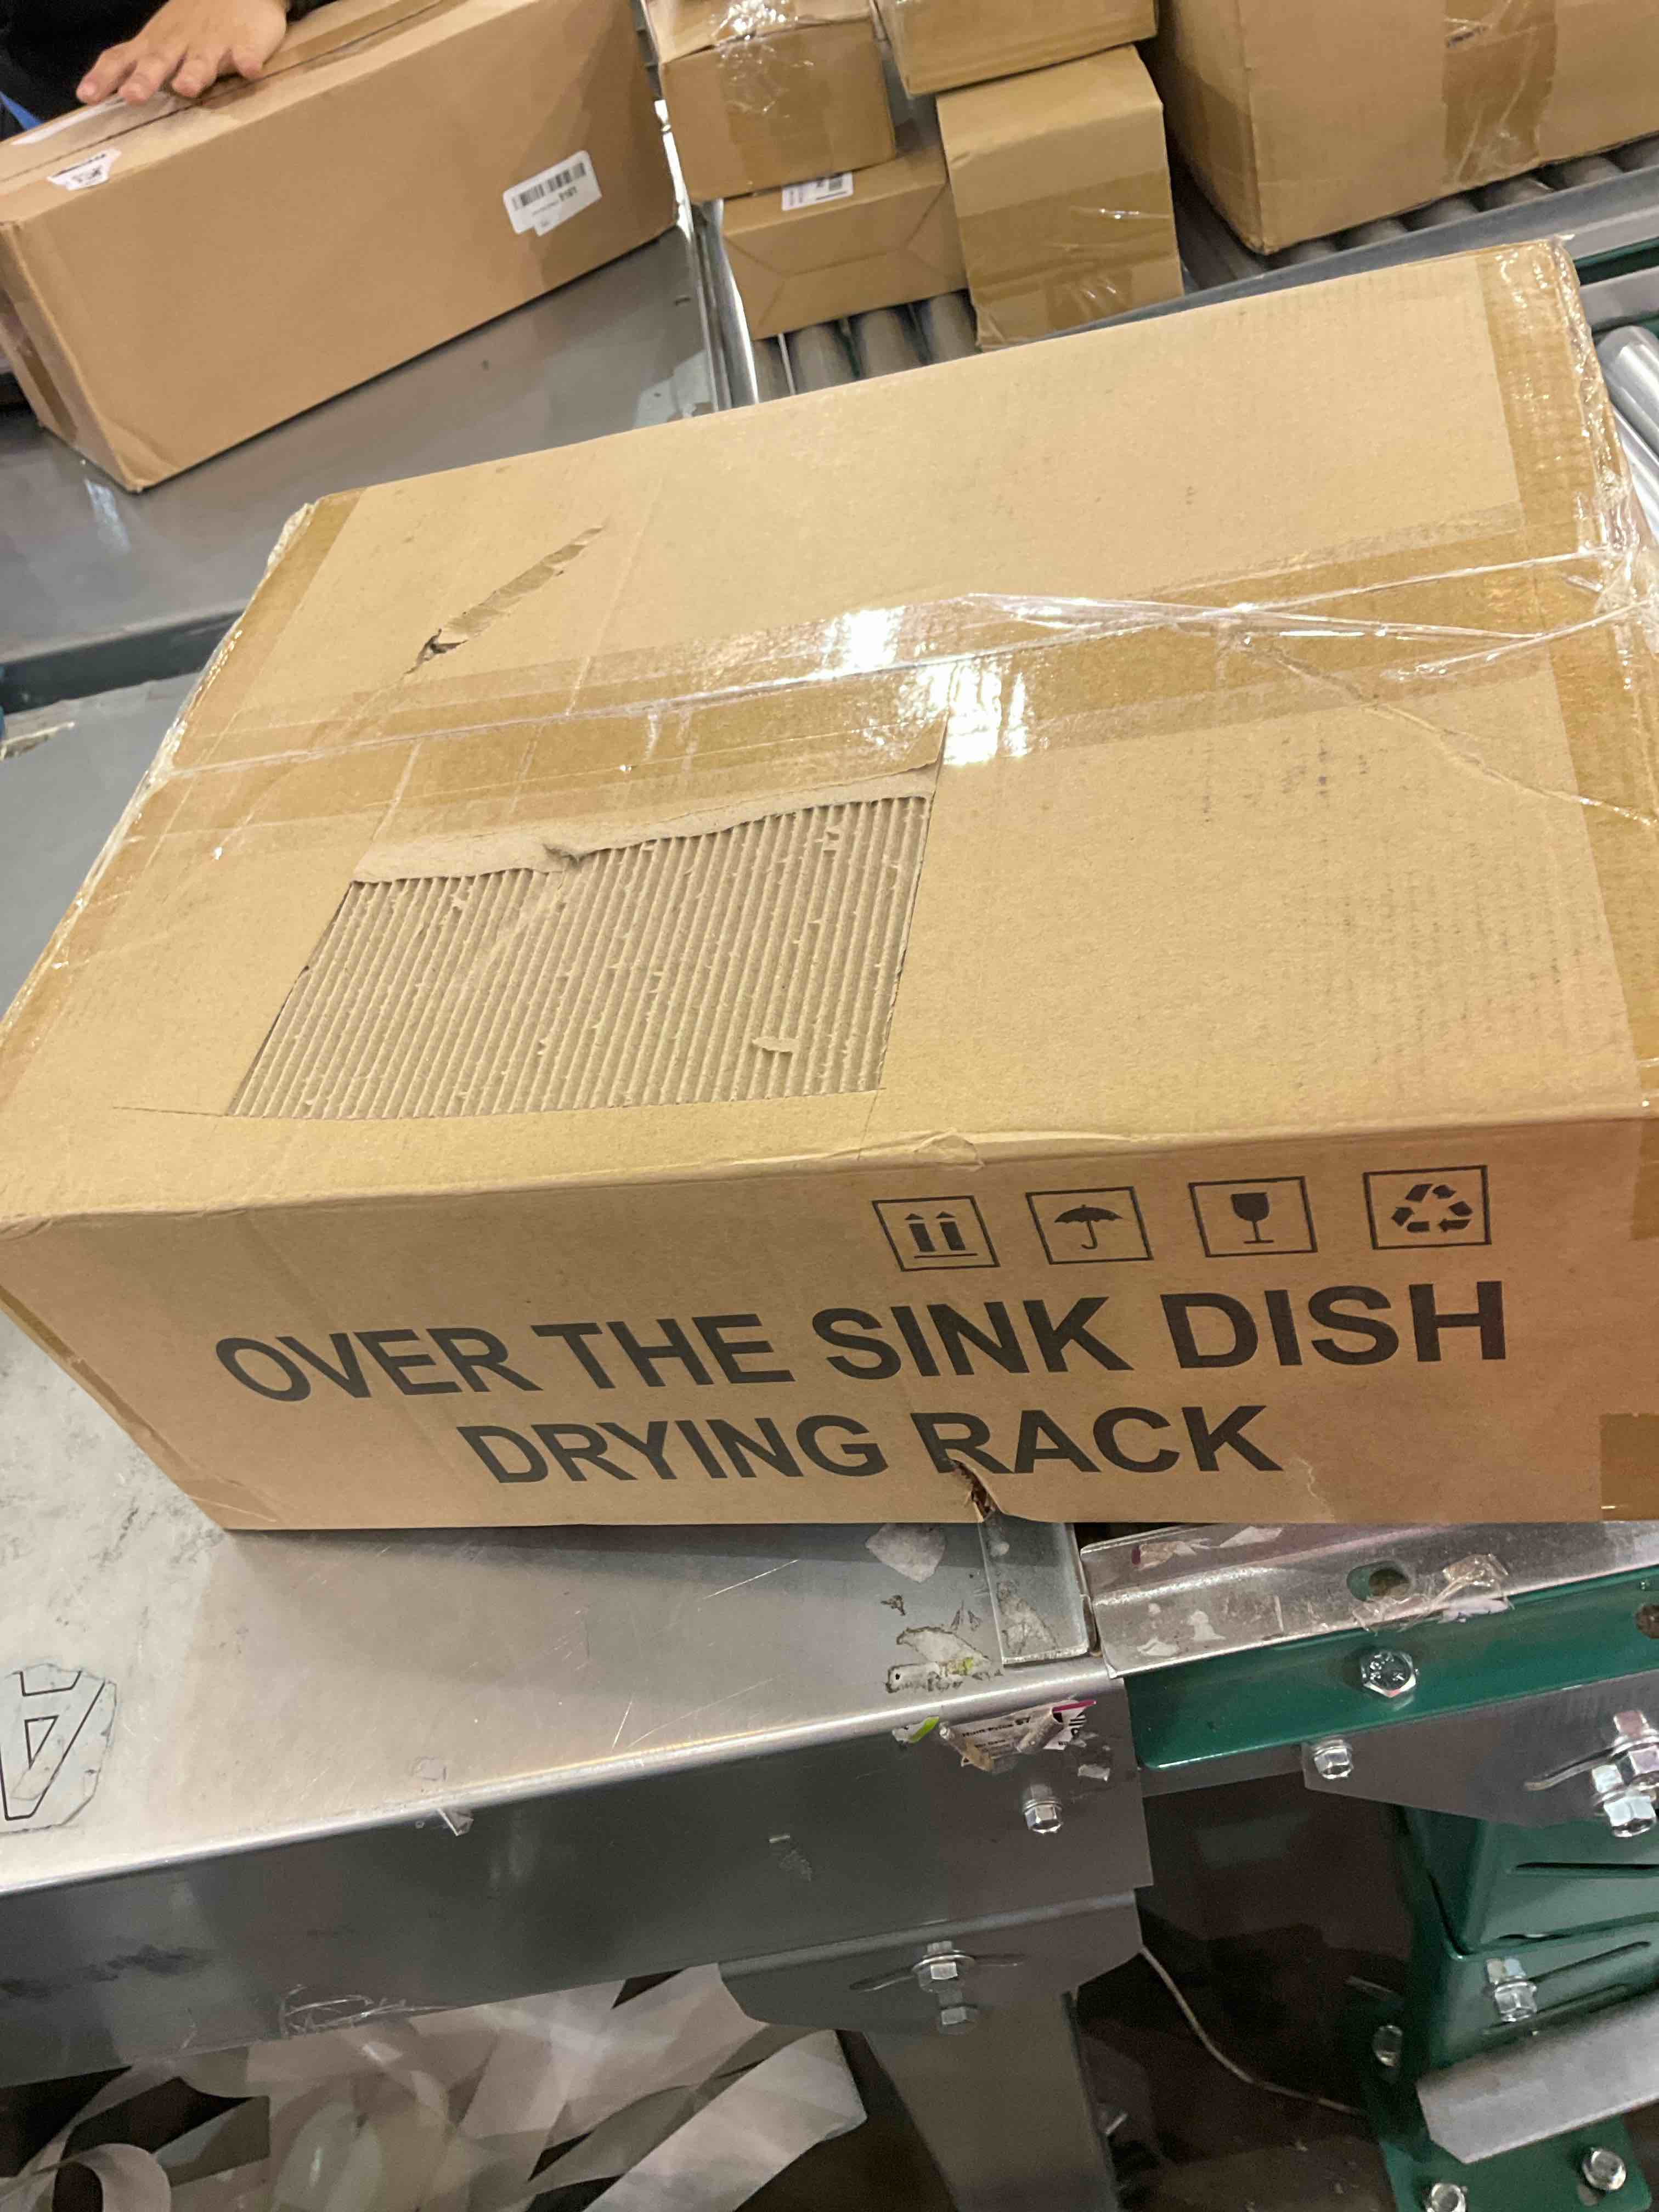 OVER THE SINK DISH
DRYING RACK